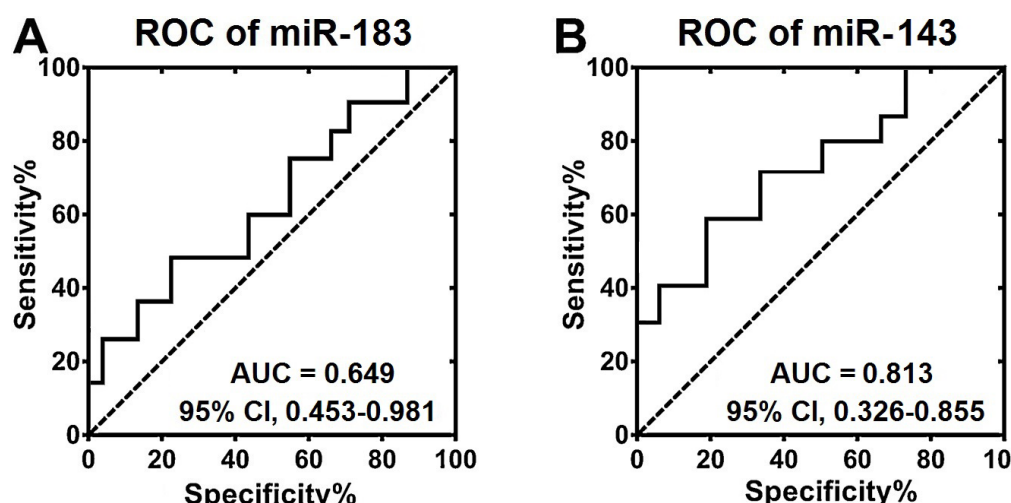 A
ROC of miR-183
100
80
60
40
20
0
Sensitivity%
AUC = 0.649
95% CI, 0.453-0.981
0 20 40 60 80 100
Specificity%
B
ROC of miR-143
100
80
60
40
20
0
Sensitivity%
AUC = 0.813
95% CI, 0.326-0.855
0 20 40 60 80 10
Specificity%